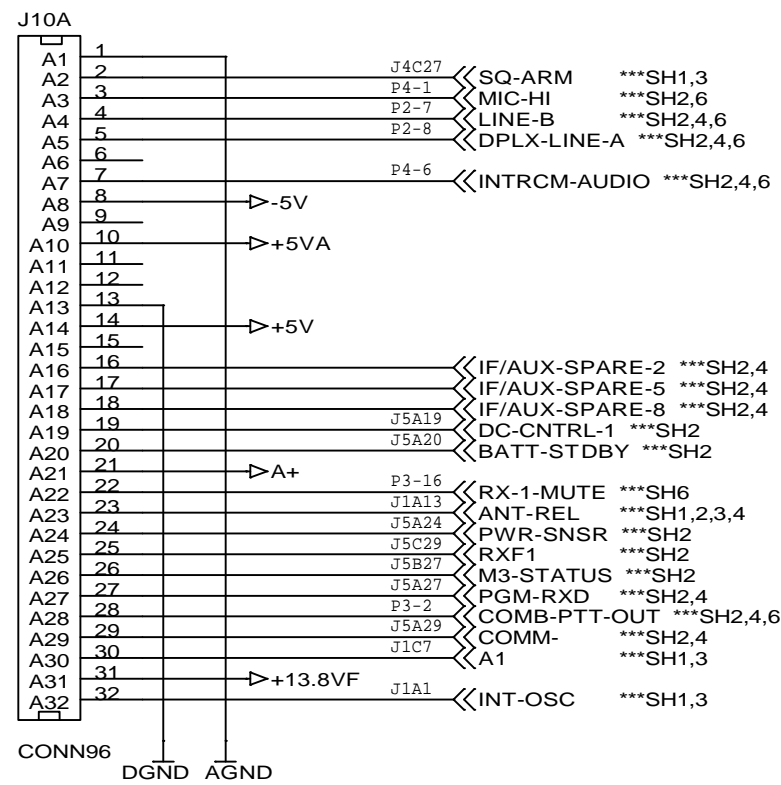 J10A
A1 1
A2 2 J4C27 SQ-ARM ***SH1,3
A3 3 P4-1 MIC-HI ***SH2,6
A4 4 P2-7 LINE-B ***SH2,4,6
A5 5 P2-8 DPLX-LINE-A ***SH2,4,6
A6 6
A7 7 P4-6 INTRCM-AUDIO ***SH2,4,6
A8 8 -5V
A9 9
A10 10 +5VA
A11 11
A12 12
A13 13
A14 14 +5V
A15 15
A16 16 IF/AUX-SPARE-2 ***SH2,4
A17 17 IF/AUX-SPARE-5 ***SH2,4
A18 18 IF/AUX-SPARE-8 ***SH2,4
A19 19 J5A19 DC-CNTRL-1 ***SH2
A20 20 J5A20 BATT-STDBY ***SH2
A21 21 A+
A22 22 P3-16 RX-1-MUTE ***SH6
A23 23 J1A13 ANT-REL ***SH1,2,3,4
A24 24 J5A24 PWR-SNSR ***SH2
A25 25 J5C29 RXF1 ***SH2
A26 26 J5B27 M3-STATUS ***SH2
A27 27 J5A27 PGM-RXD ***SH2,4
A28 28 P3-2 COMB-PTT-OUT ***SH2,4,6
A29 29 J5A29 COMM- ***SH2,4
A30 30 J1C7 A1 ***SH1,3
A31 31 +13.8VF
A32 32 J1A1 INT-OSC ***SH1,3
CONN96
DGND AGND